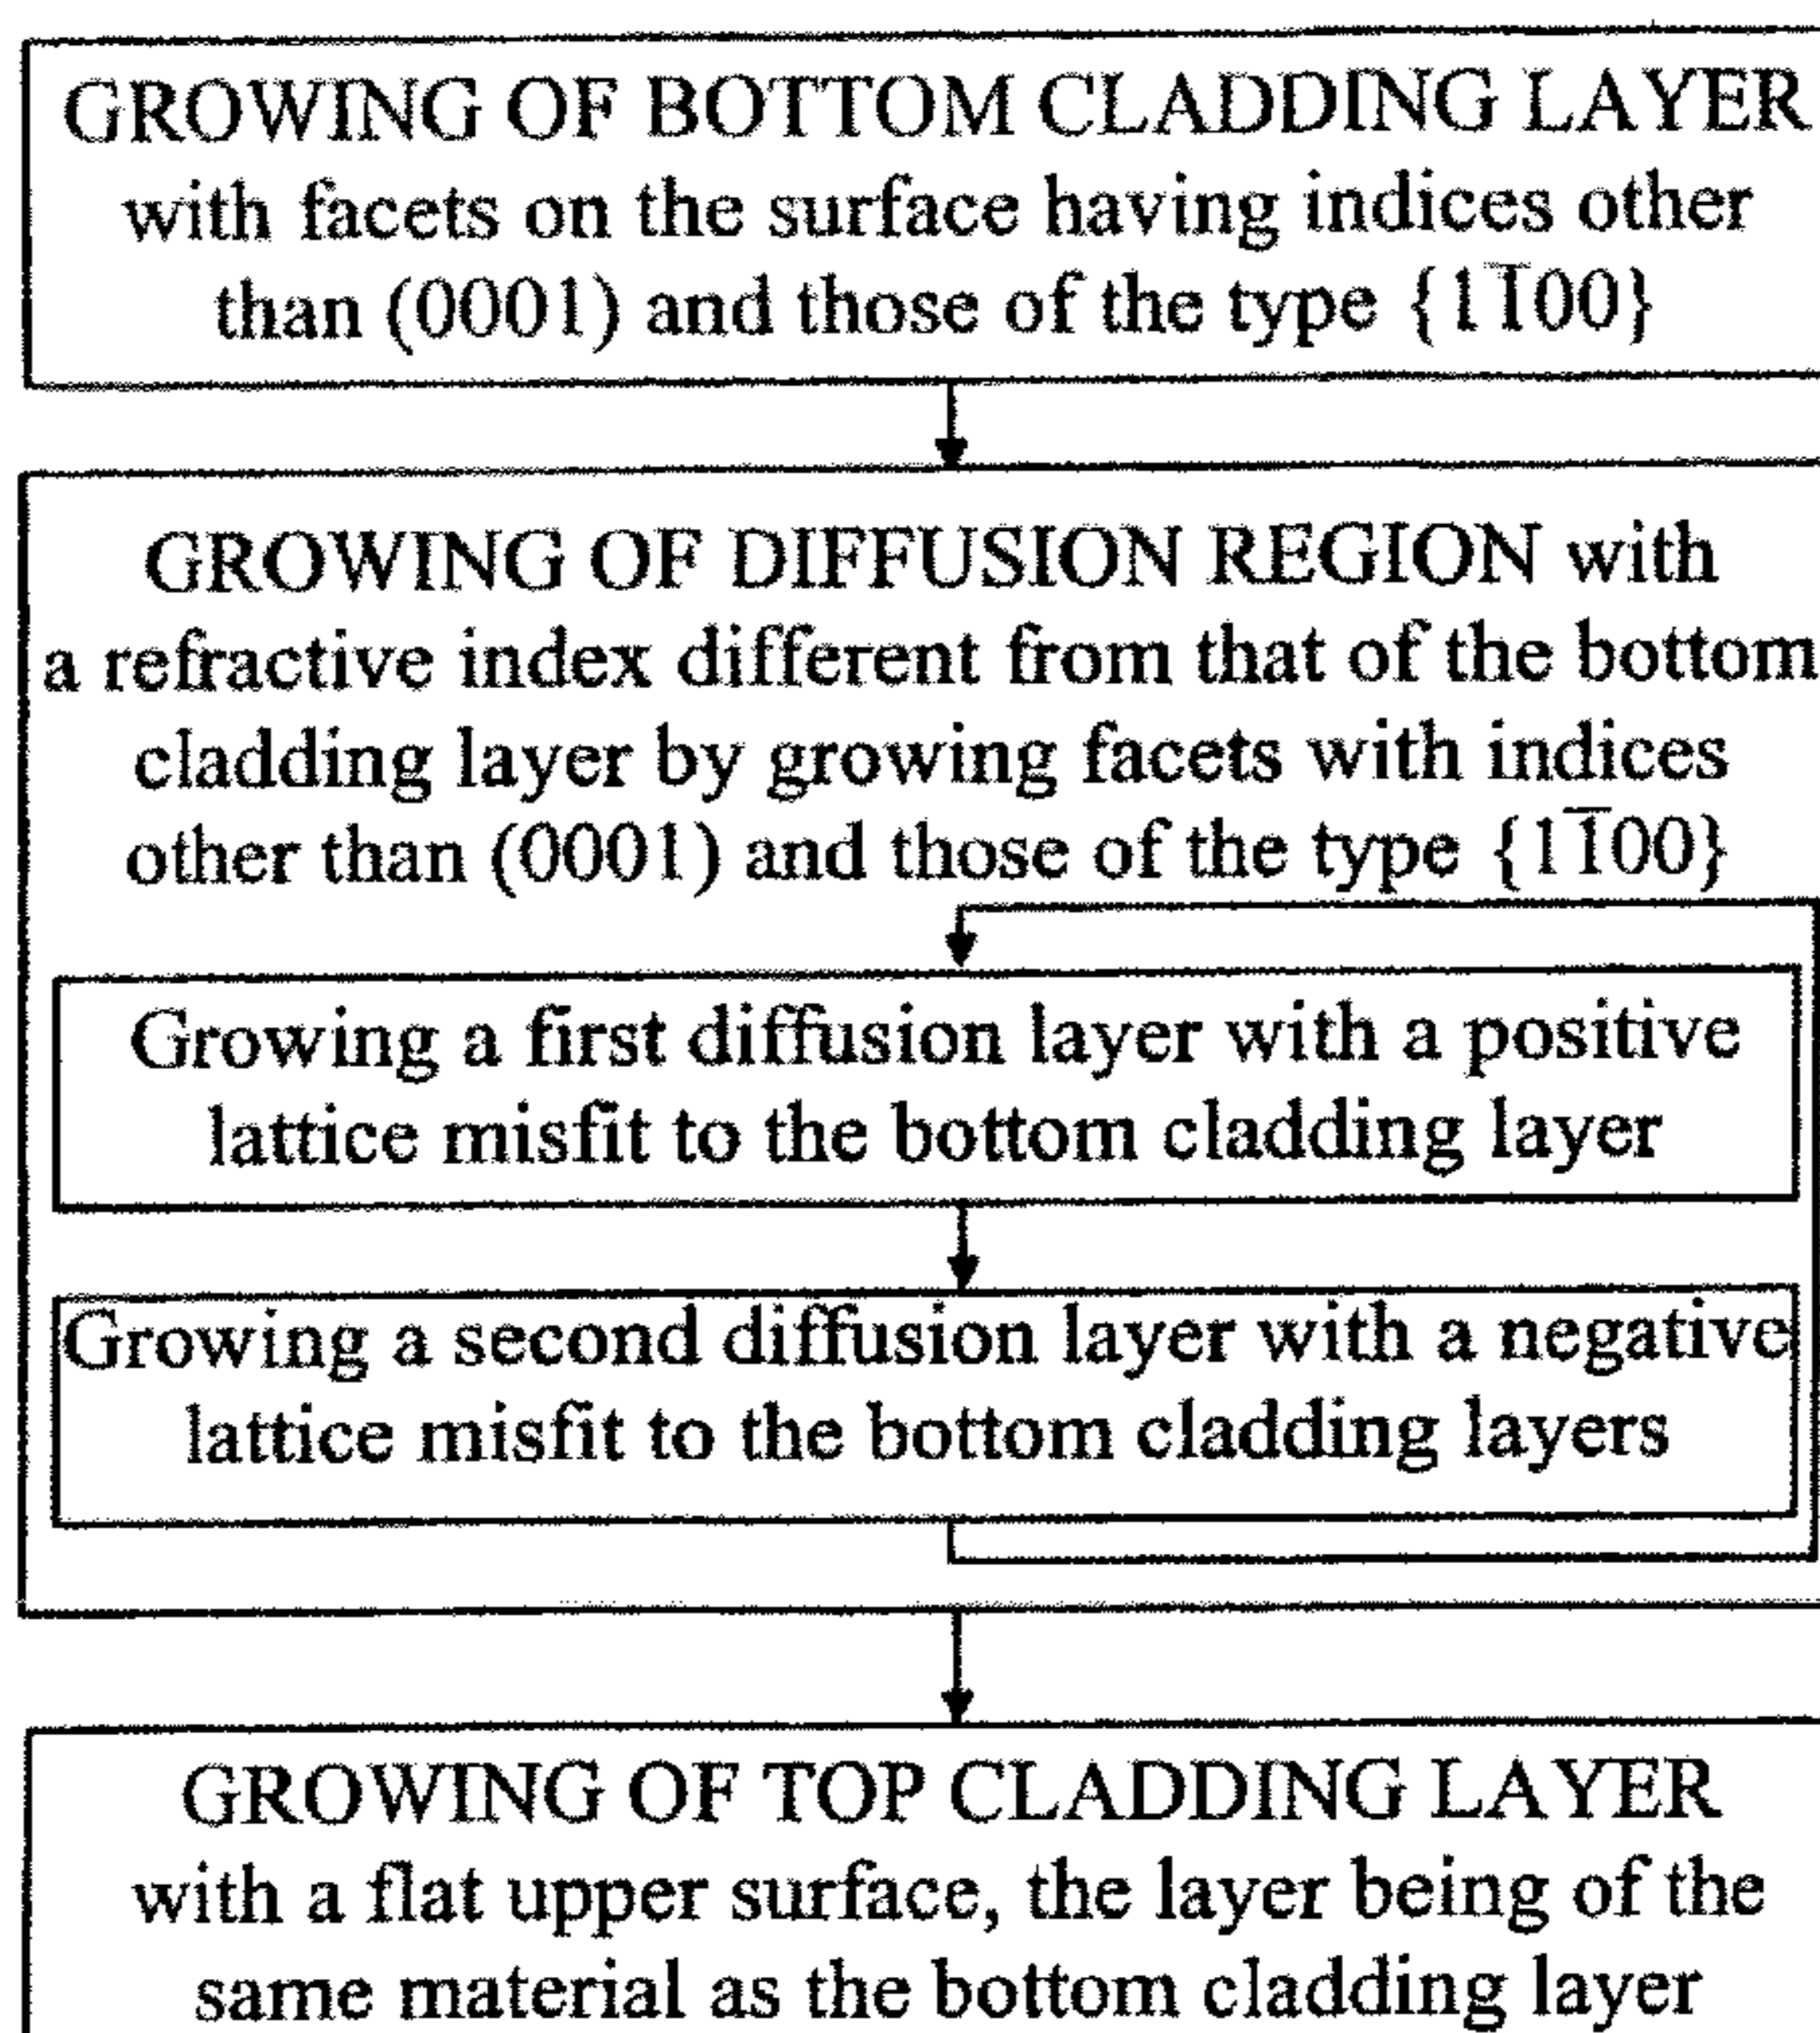 GROWING OF BOTTOM CLADDING LAYER
with facets on the surface having indices other
than (0001) and those of the type {11̅00}
GROWING OF DIFFUSION REGION with
a refractive index different from that of the bottom
cladding layer by growing facets with indices
other than (0001) and those of the type {11̅00}
Growing a first diffusion layer with a positive
lattice misfit to the bottom cladding layer
Growing a second diffusion layer with a negative
lattice misfit to the bottom cladding layers
GROWING OF TOP CLADDING LAYER
with a flat upper surface, the layer being of the
same material as the bottom cladding layer